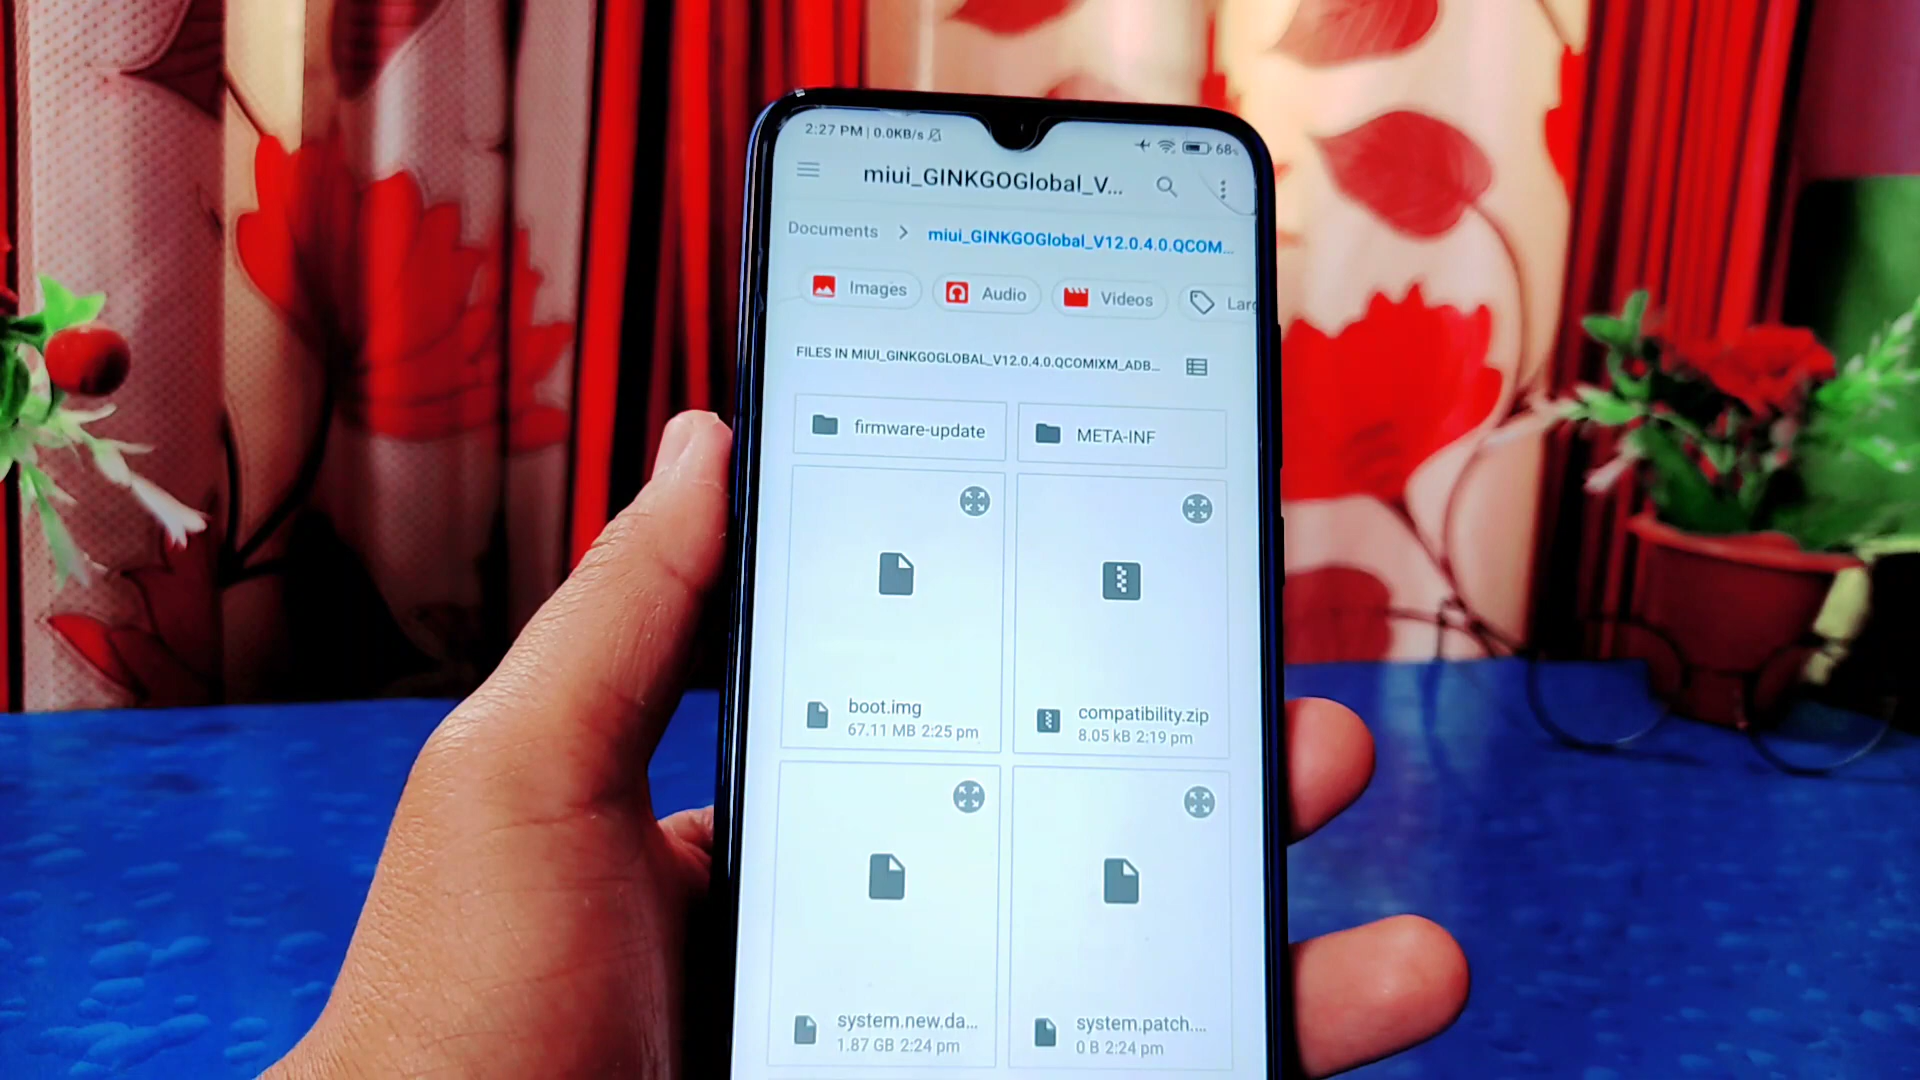 2:27 PM | 0.0KB/s
68%
miui_GINKGOGlobal_V...
Documents > miui_GINKGOGlobal_V12.0.4.0.QCOM...
Images Audio Videos Larg
FILES IN MIUI_GINKGOGLOBAL_V12.0.4.0.QCOMIXM_ADB...
firmware-update META-INF
boot.img
67.11 MB 2:25 pm
compatibility.zip
8.05 kB 2:19 pm
system.new.da...
1.87 GB 2:24 pm
system.patch....
0 B 2:24 pm